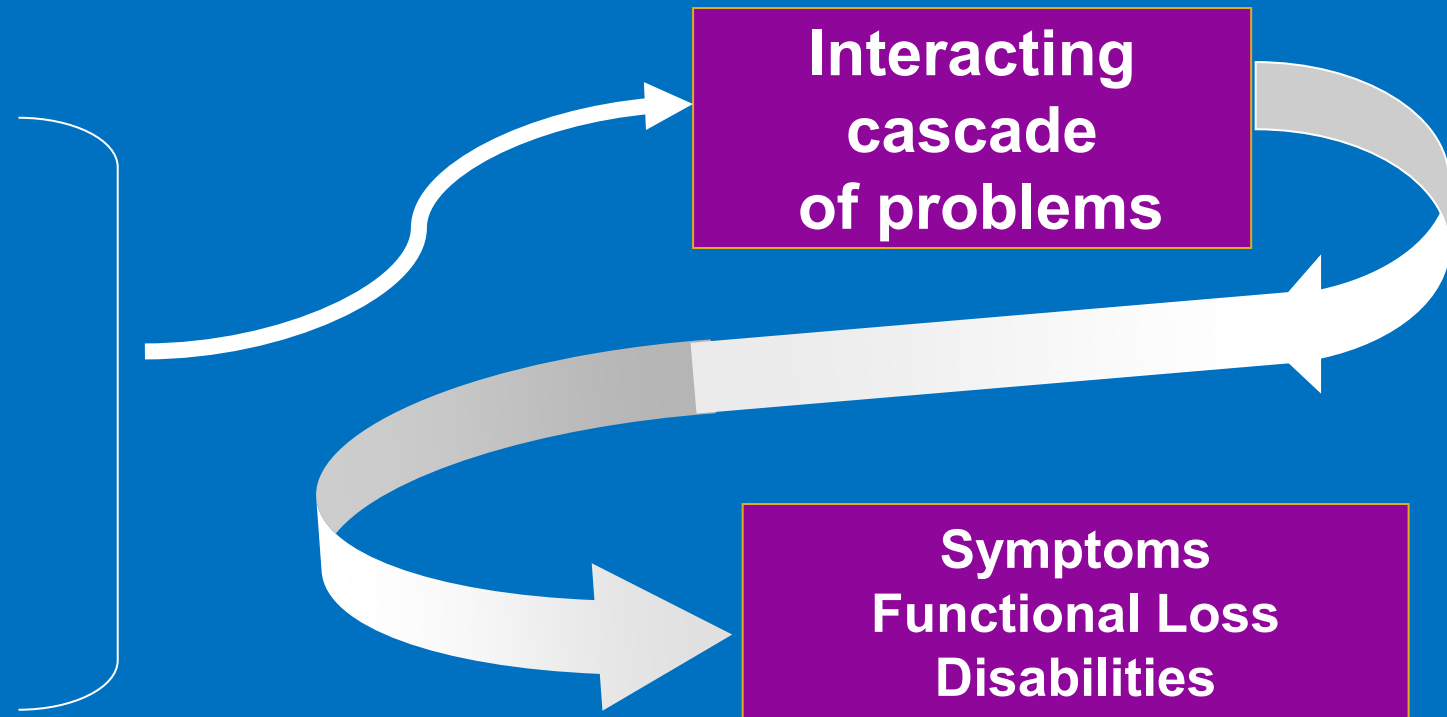 Interacting
cascade
of problems
Symptoms
Functional Loss
Disabilities